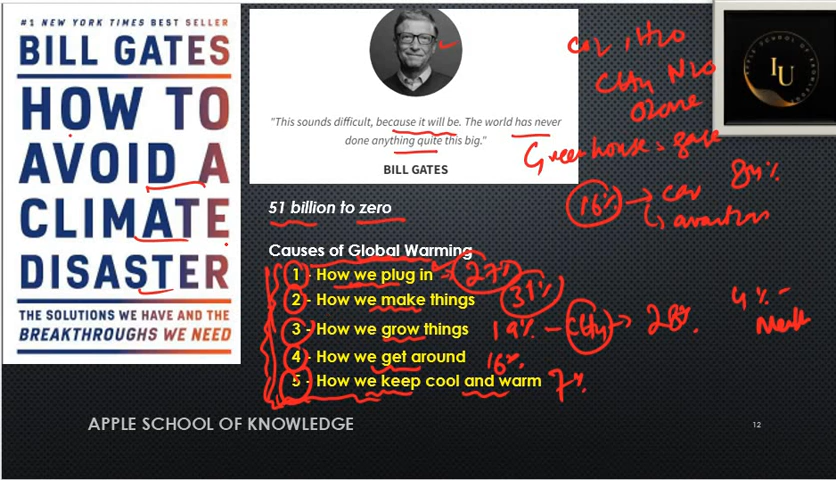 #1 NEW YORK TIMES BEST SELLER
BILL GATES
HOW TO
AVOID A
CLIMATE
DISASTER
THE SOLUTIONS WE HAVE AND THE
BREAKTHROUGHS WE NEED
"This sounds difficult, because it will be. The world has never
done anything quite this big."
BILL GATES
51 billion to zero
Causes of Global Warming
1 - How we plug in 27%
2 - How we make things 31%
3 - How we grow things 19% - CH4 → 28%.
4 - How we get around 16%
5 - How we keep cool and warm 7%
CO2, H2O
CH4 N2O
Ozone
Greenhouse
16% → car 84%
4% -
IU
APPLE SCHOOL OF KNOWLEDGE
12